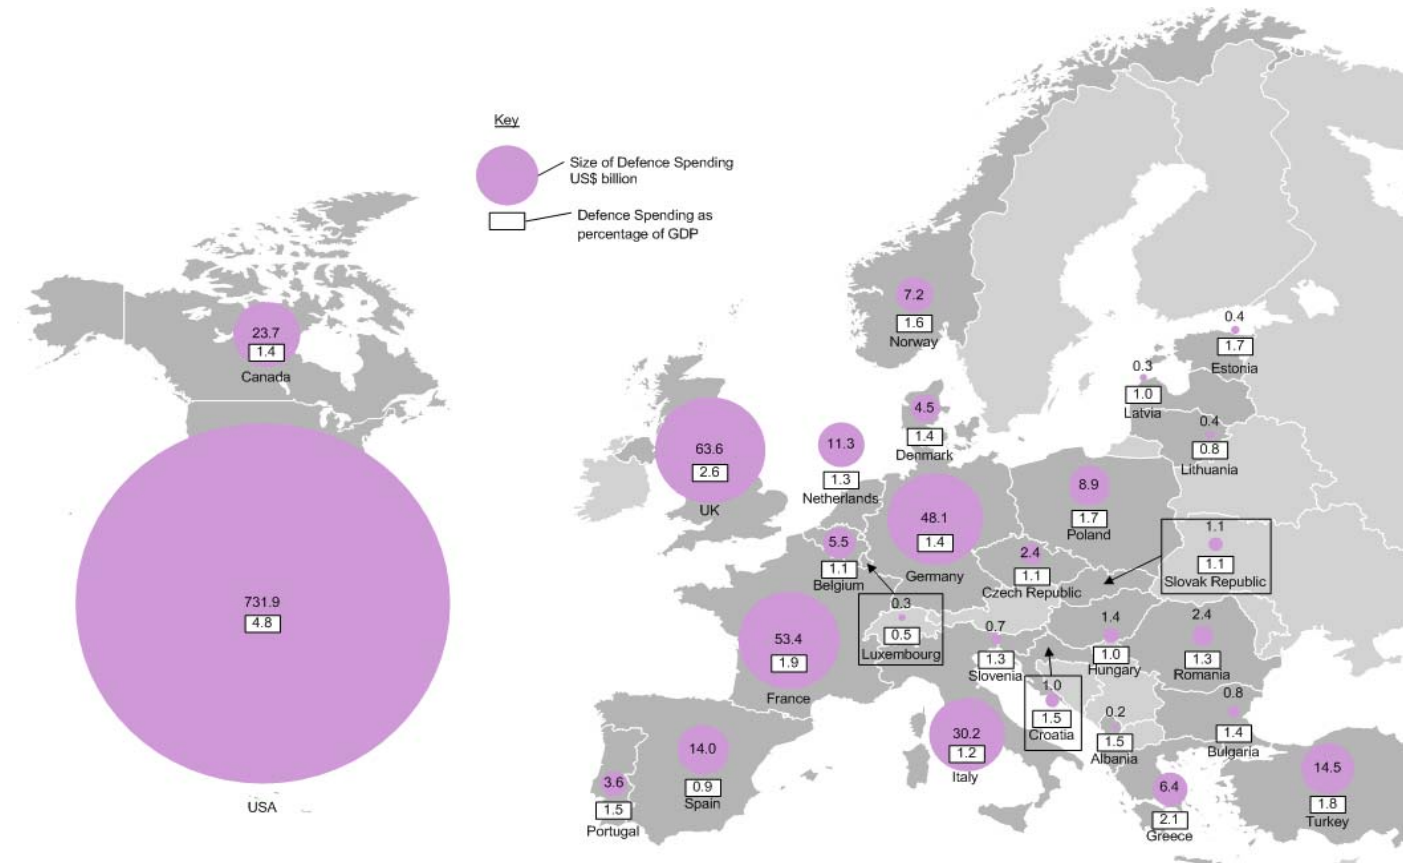 Key
Size of Defence Spending
US$ billion
Defence Spending as
percentage of GDP
23.7
1.4
Canada
731.9
4.8
USA
7.2
1.6
Norway
0.4
1.7
Estonia
0.3
1.0
Latvia
0.4
0.8
Lithuania
63.6
2.6
UK
11.3
1.3
Netherlands
4.5
1.4
Denmark
48.1
1.4
Germany
8.9
1.7
Poland
5.5
1.1
Belgium
2.4
1.1
Czech Republic
1.1
1.1
Slovak Republic
0.3
0.5
Luxembourg
53.4
1.9
France
0.7
1.3
Slovenia
1.4
1.0
Hungary
2.4
1.3
Romania
1.0
1.5
Croatia
0.2
1.5
Albania
0.8
1.4
Bulgaria
30.2
1.2
Italy
14.0
0.9
Spain
3.6
1.5
Portugal
6.4
2.1
Greece
14.5
1.8
Turkey